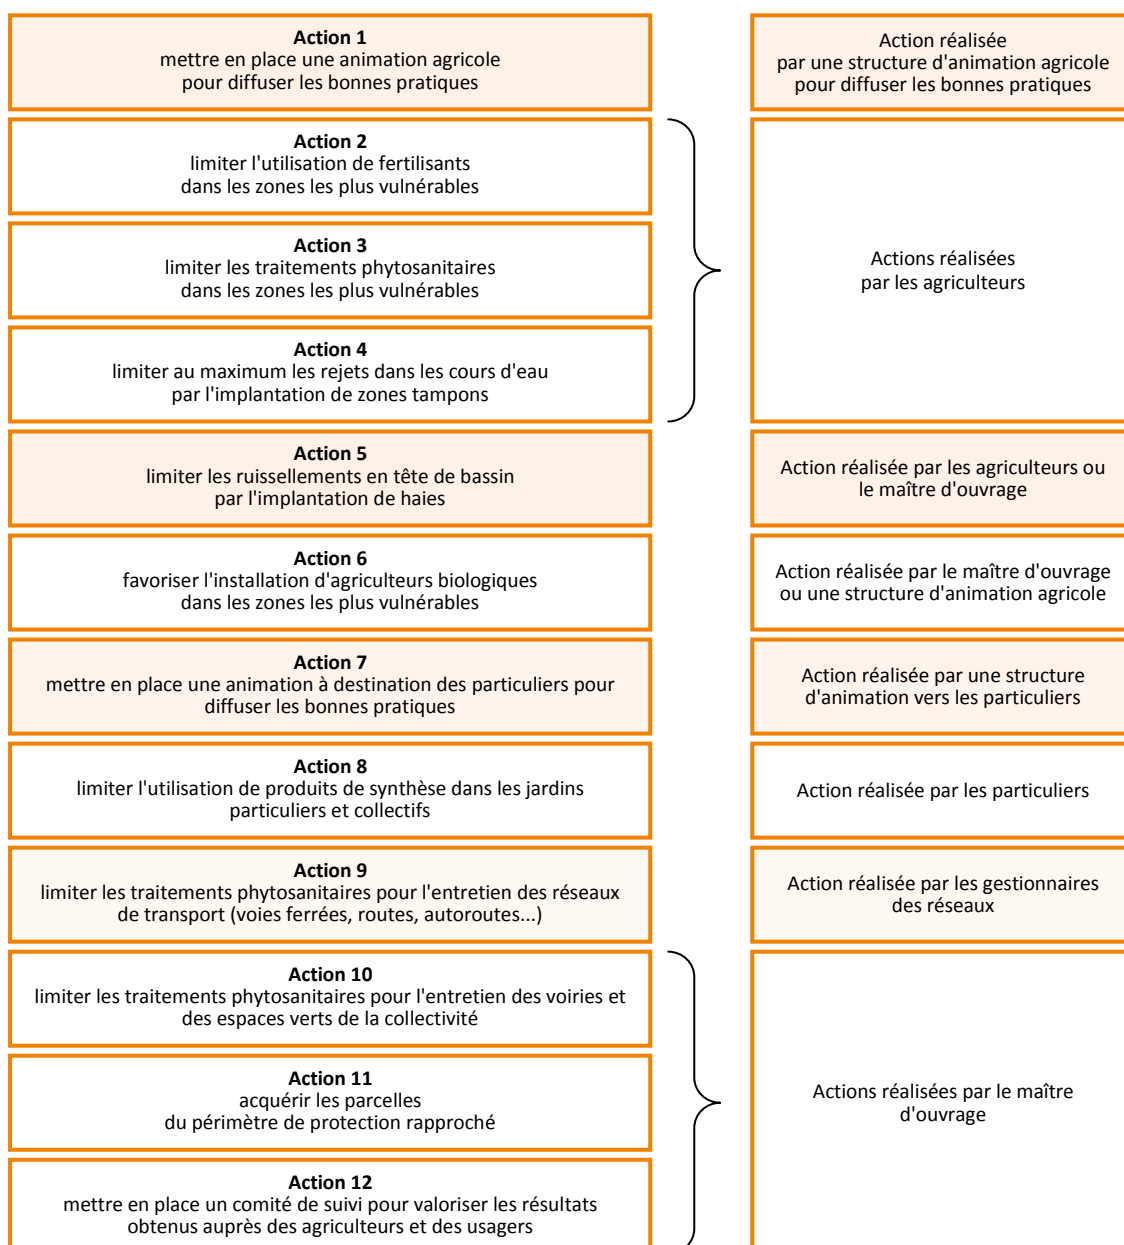 Action 1
mettre en place une animation agricole
pour diffuser les bonnes pratiques
Action réalisée
par une structure d'animation agricole
pour diffuser les bonnes pratiques
Action 2
limiter l'utilisation de fertilisants
dans les zones les plus vulnérables
Action 3
limiter les traitements phytosanitaires
dans les zones les plus vulnérables
Action 4
limiter au maximum les rejets dans les cours d'eau
par l'implantation de zones tampons
Actions réalisées
par les agriculteurs
Action 5
limiter les ruissellements en tête de bassin
par l'implantation de haies
Action réalisée par les agriculteurs ou
le maître d'ouvrage
Action 6
favoriser l'installation d'agriculteurs biologiques
dans les zones les plus vulnérables
Action réalisée par le maître d'ouvrage
ou une structure d'animation agricole
Action 7
mettre en place une animation à destination des particuliers pour
diffuser les bonnes pratiques
Action réalisée par une structure
d'animation vers les particuliers
Action 8
limiter l'utilisation de produits de synthèse dans les jardins
particuliers et collectifs
Action réalisée par les particuliers
Action 9
limiter les traitements phytosanitaires pour l'entretien des réseaux
de transport (voies ferrées, routes, autoroutes...)
Action réalisée par les gestionnaires
des réseaux
Action 10
limiter les traitements phytosanitaires pour l'entretien des voiries et
des espaces verts de la collectivité
Action 11
acquérir les parcelles
du périmètre de protection rapproché
Action 12
mettre en place un comité de suivi pour valoriser les résultats
obtenus auprès des agriculteurs et des usagers
Actions réalisées par le maître
d'ouvrage